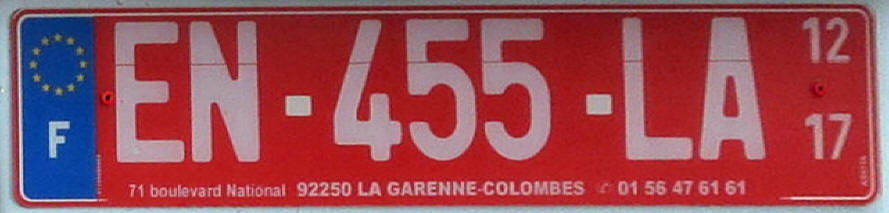 F
EN-455-LA
12
17
71 boulevard National 92250 LA GARENNE-COLOMBES ✆ 01 56 47 61 61